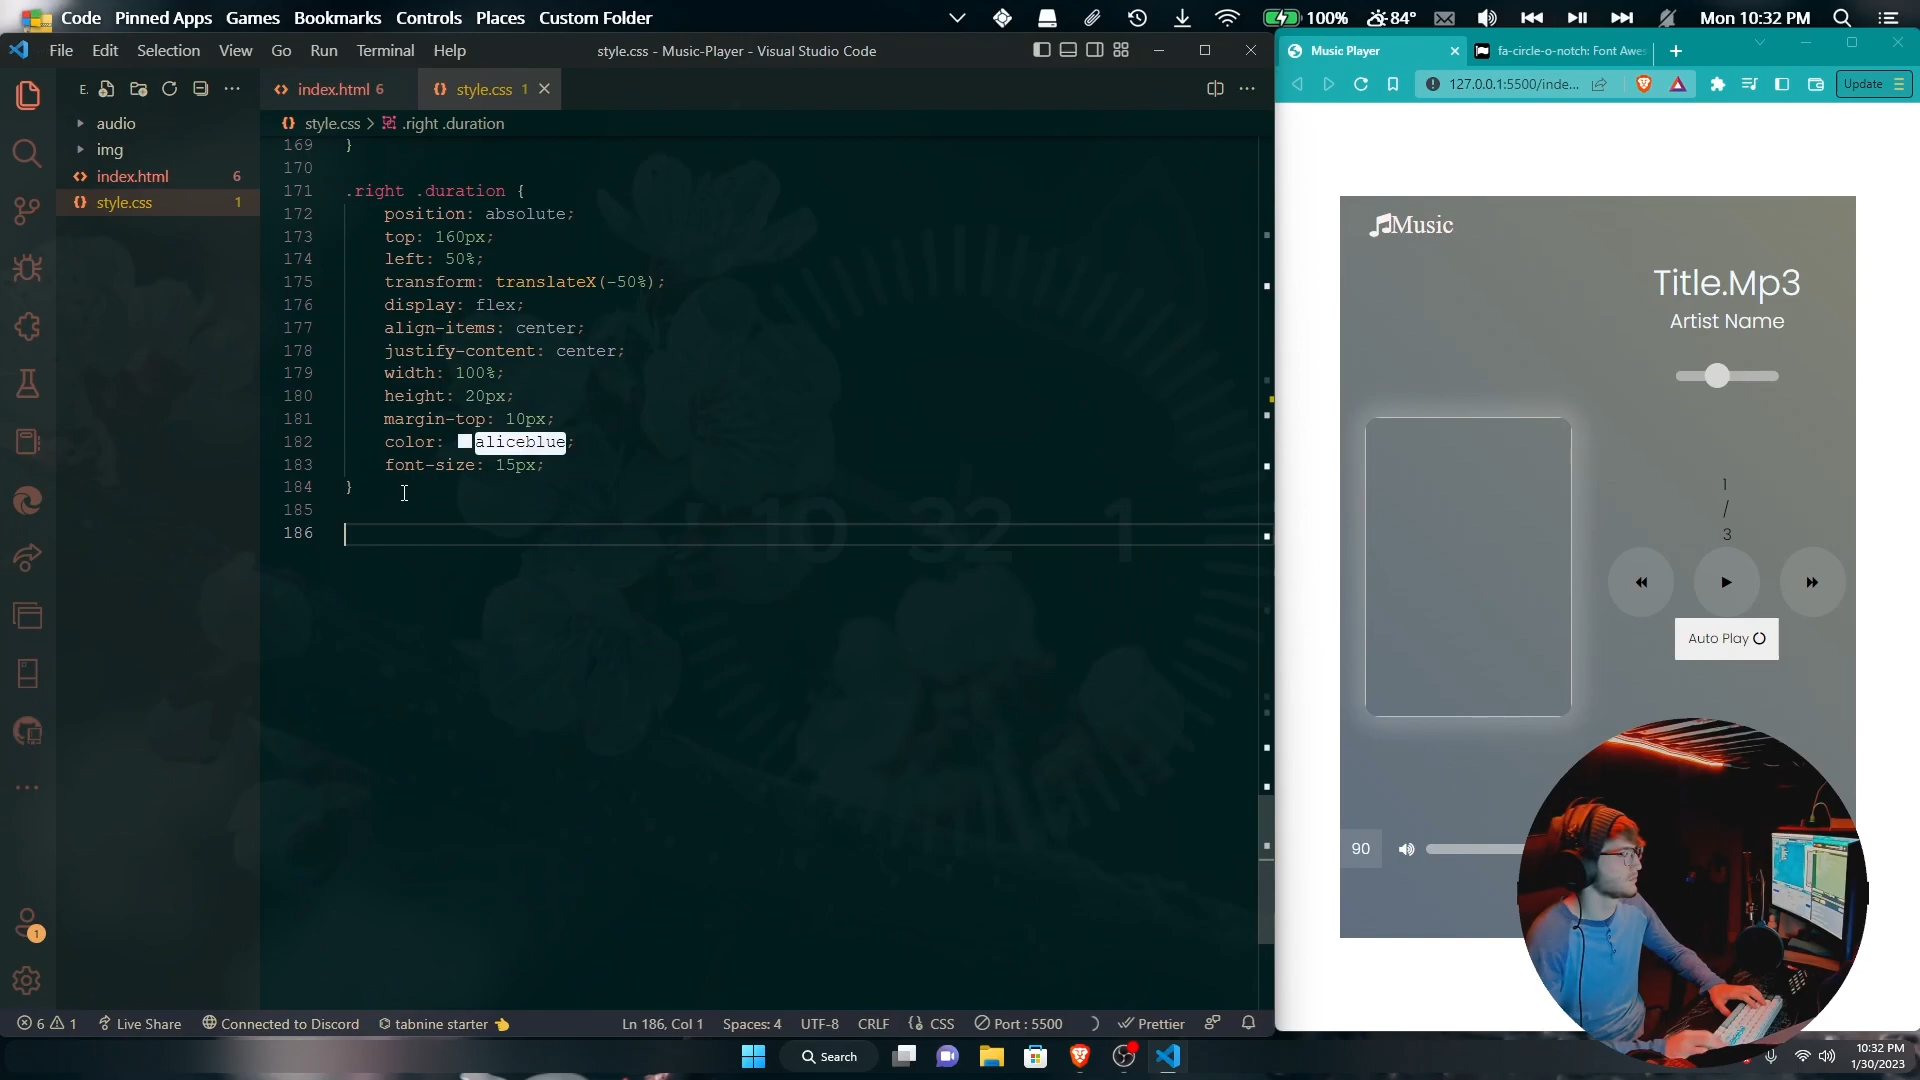 Code Pinned Apps Games Bookmarks Controls Places Custom Folder
100% 84° Mon 10:32 PM
File Edit Selection View Go Run Terminal Help
style.css - Music-Player - Visual Studio Code
E.
index.html 6
style.css 1
audio
img
index.html 6
style.css 1
style.css > .right .duration
169 }
170
171 .right .duration {
172 position: absolute;
173 top: 160px;
174 left: 50%;
175 transform: translateX(-50%);
176 display: flex;
177 align-items: center;
178 justify-content: center;
179 width: 100%;
180 height: 20px;
181 margin-top: 10px;
182 color: aliceblue;
183 font-size: 15px;
184 }
185
186
10 32 1
1
6 1 Live Share Connected to Discord tabnine starter
Ln 186, Col 1 Spaces: 4 UTF-8 CRLF {} CSS Port : 5500 Prettier
Music Player
fa-circle-o-notch: Font Awes
127.0.0.1:5500/inde...
Update
Music
Title.Mp3
Artist Name
1
/
3
Auto Play
90
Search
10:32 PM
1/30/2023